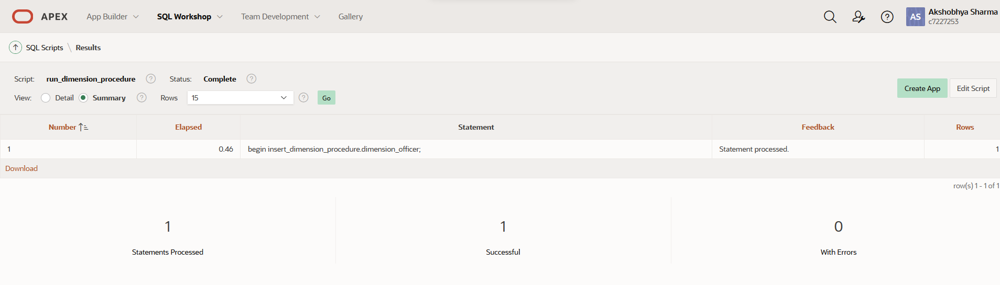 APEX App Builder SQL Workshop Team Development Gallery AS Akshobhya Sharma
c7227253
SQL Scripts \ Results
Script: run_dimension_procedure ? Status: Complete ?
View: Detail Summary ? Rows 15 ? Go
Create App Edit Script
Number Elapsed Statement Feedback Rows
1 0.46 begin insert_dimension_procedure.dimension_officer; Statement processed. 1
Download
row(s) 1 - 1 of 1
1 1 0
Statements Processed Successful With Errors